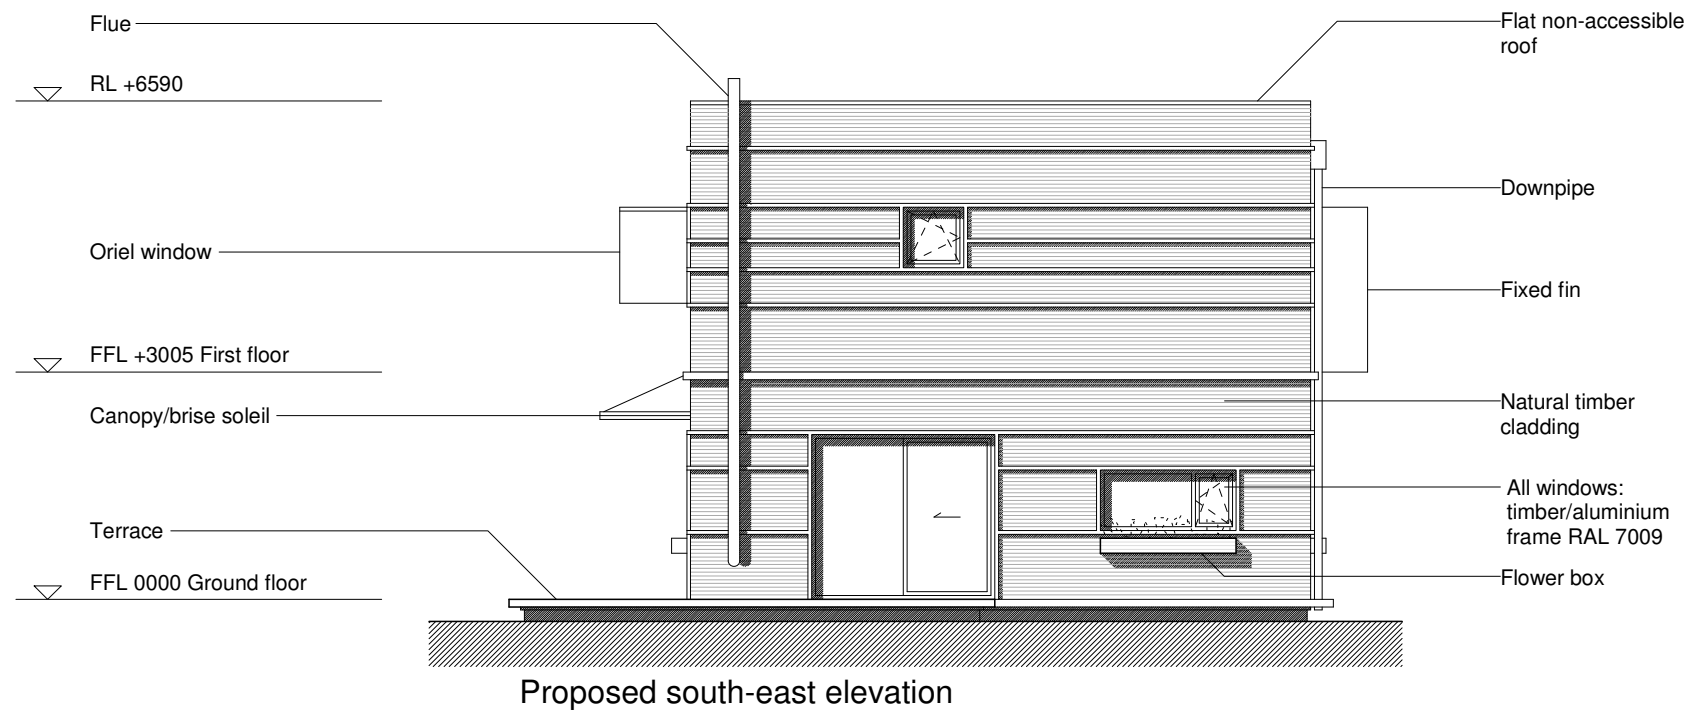 Flue
RL +6590
Oriel window
FFL +3005 First floor
Canopy/brise soleil
Terrace
FFL 0000 Ground floor
Flat non-accessible
roof
Downpipe
Fixed fin
Natural timber
cladding
All windows:
timber/aluminium
frame RAL 7009
Flower box
Proposed south-east elevation